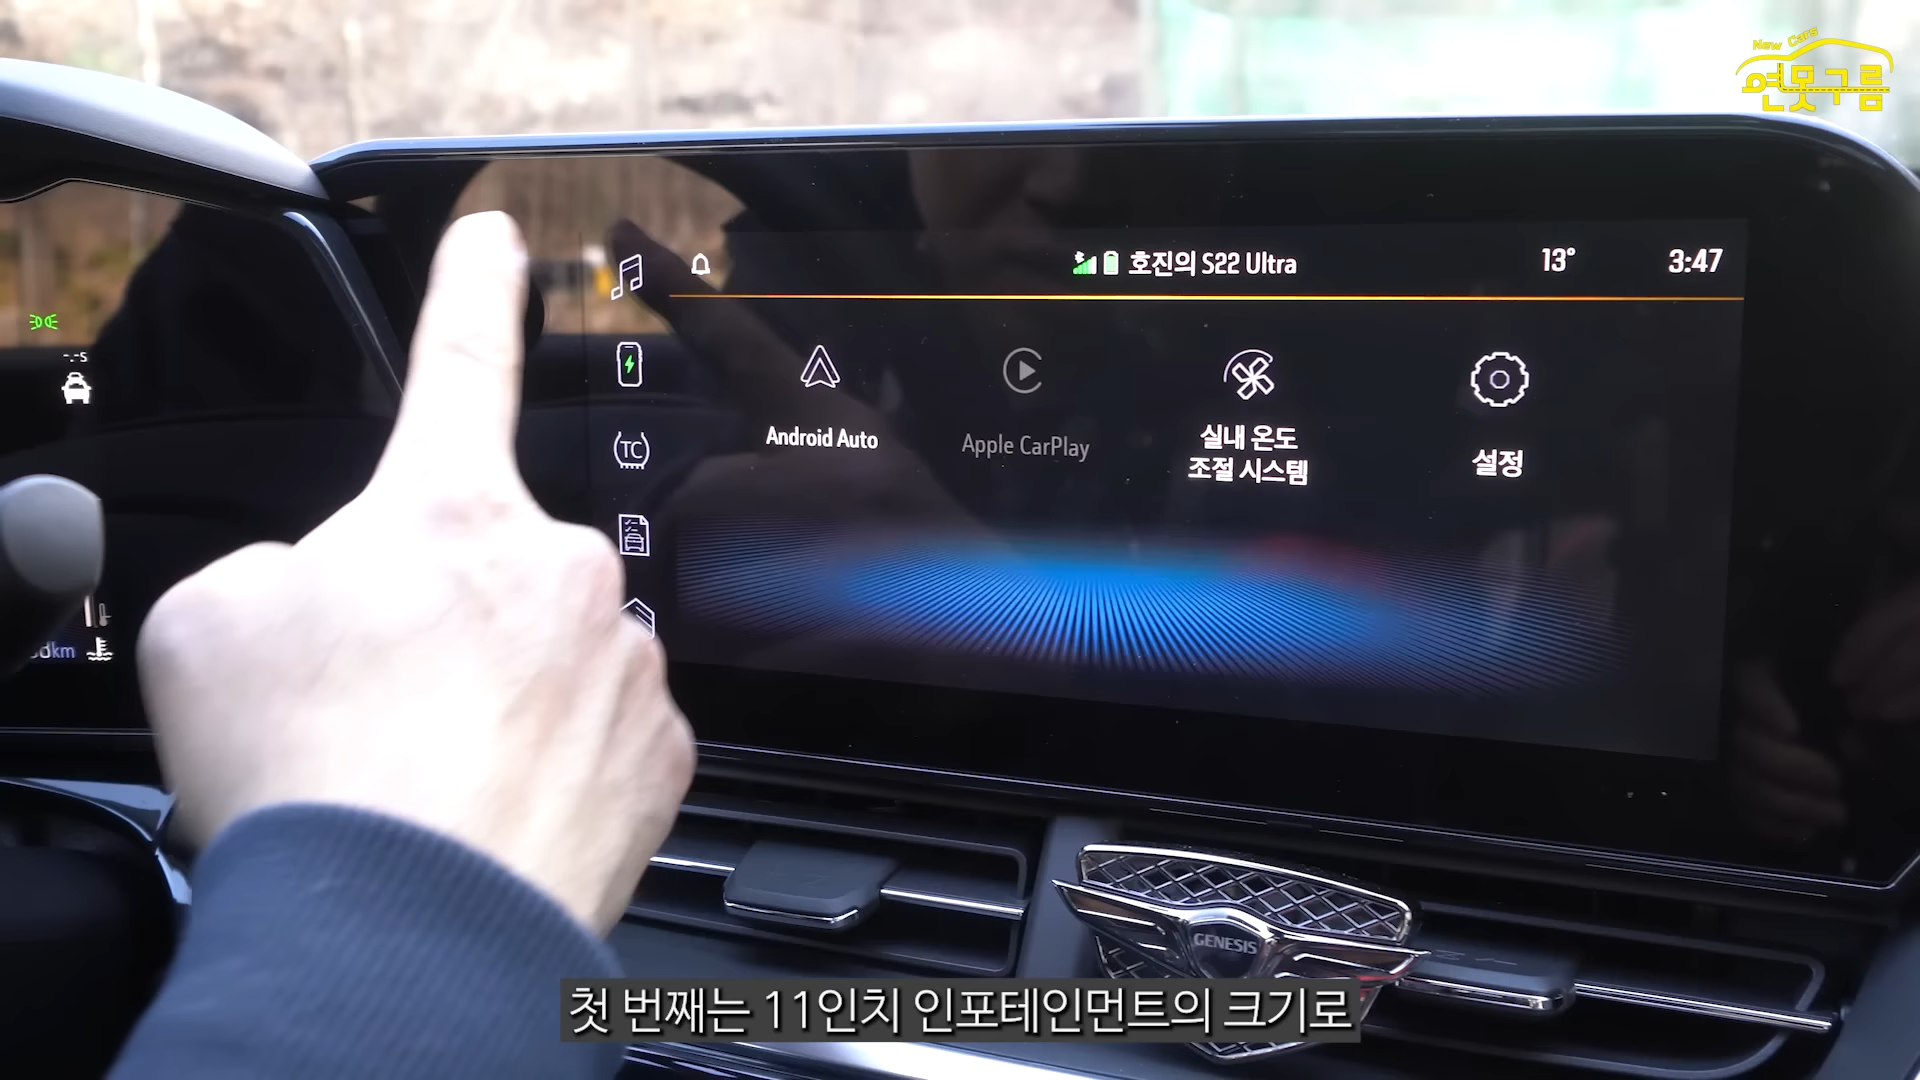 New Cars
연못구름
호진의 S22 Ultra
13°
3:47
-.-s
TC
Android Auto
Apple CarPlay
실내 온도
조절 시스템
설정
km
GENESIS
첫 번째는 11인치 인포테인먼트의 크기로